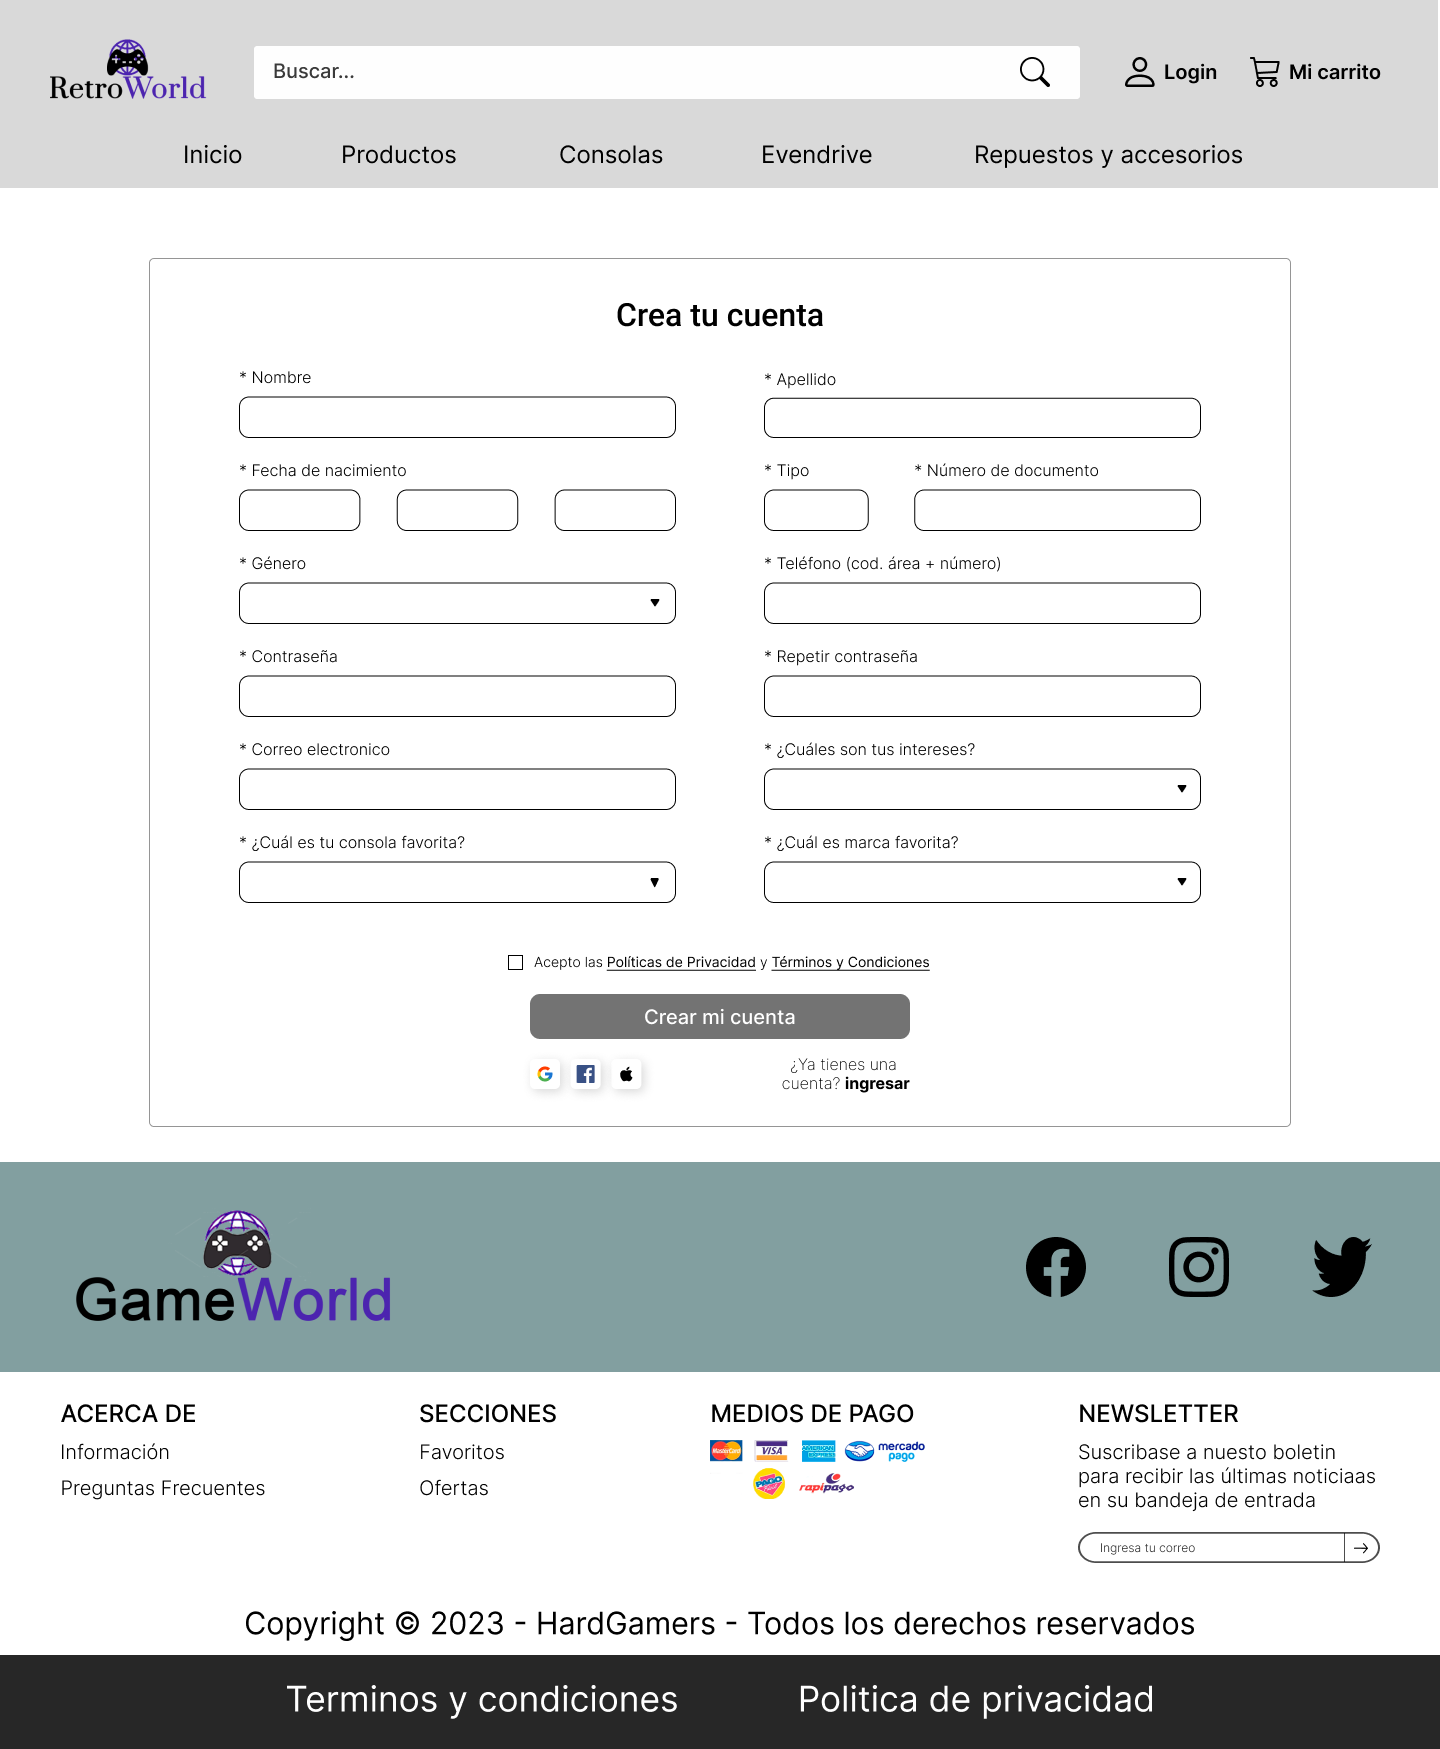 RetroWorld
Buscar...
Login
Mi carrito
Inicio
Productos
Consolas
Evendrive
Repuestos y accesorios
Crea tu cuenta
* Nombre
* Apellido
* Fecha de nacimiento
* Tipo
* Número de documento
* Género
* Teléfono (cod. área + número)
* Contraseña
* Repetir contraseña
* Correo electronico
* ¿Cuáles son tus intereses?
* ¿Cuál es tu consola favorita?
* ¿Cuál es marca favorita?
Acepto las Políticas de Privacidad y Términos y Condiciones
Crear mi cuenta
¿Ya tienes una
cuenta? ingresar
GameWorld
ACERCA DE
Información
Preguntas Frecuentes
SECCIONES
Favoritos
Ofertas
MEDIOS DE PAGO
MasterCard
VISA
AMERICAN EXPRESS
mercado
pago
PAGO
rapipago
NEWSLETTER
Suscribase a nuesto boletin
para recibir las últimas noticiaas
en su bandeja de entrada
Ingresa tu correo
Copyright © 2023 - HardGamers - Todos los derechos reservados
Terminos y condiciones
Politica de privacidad